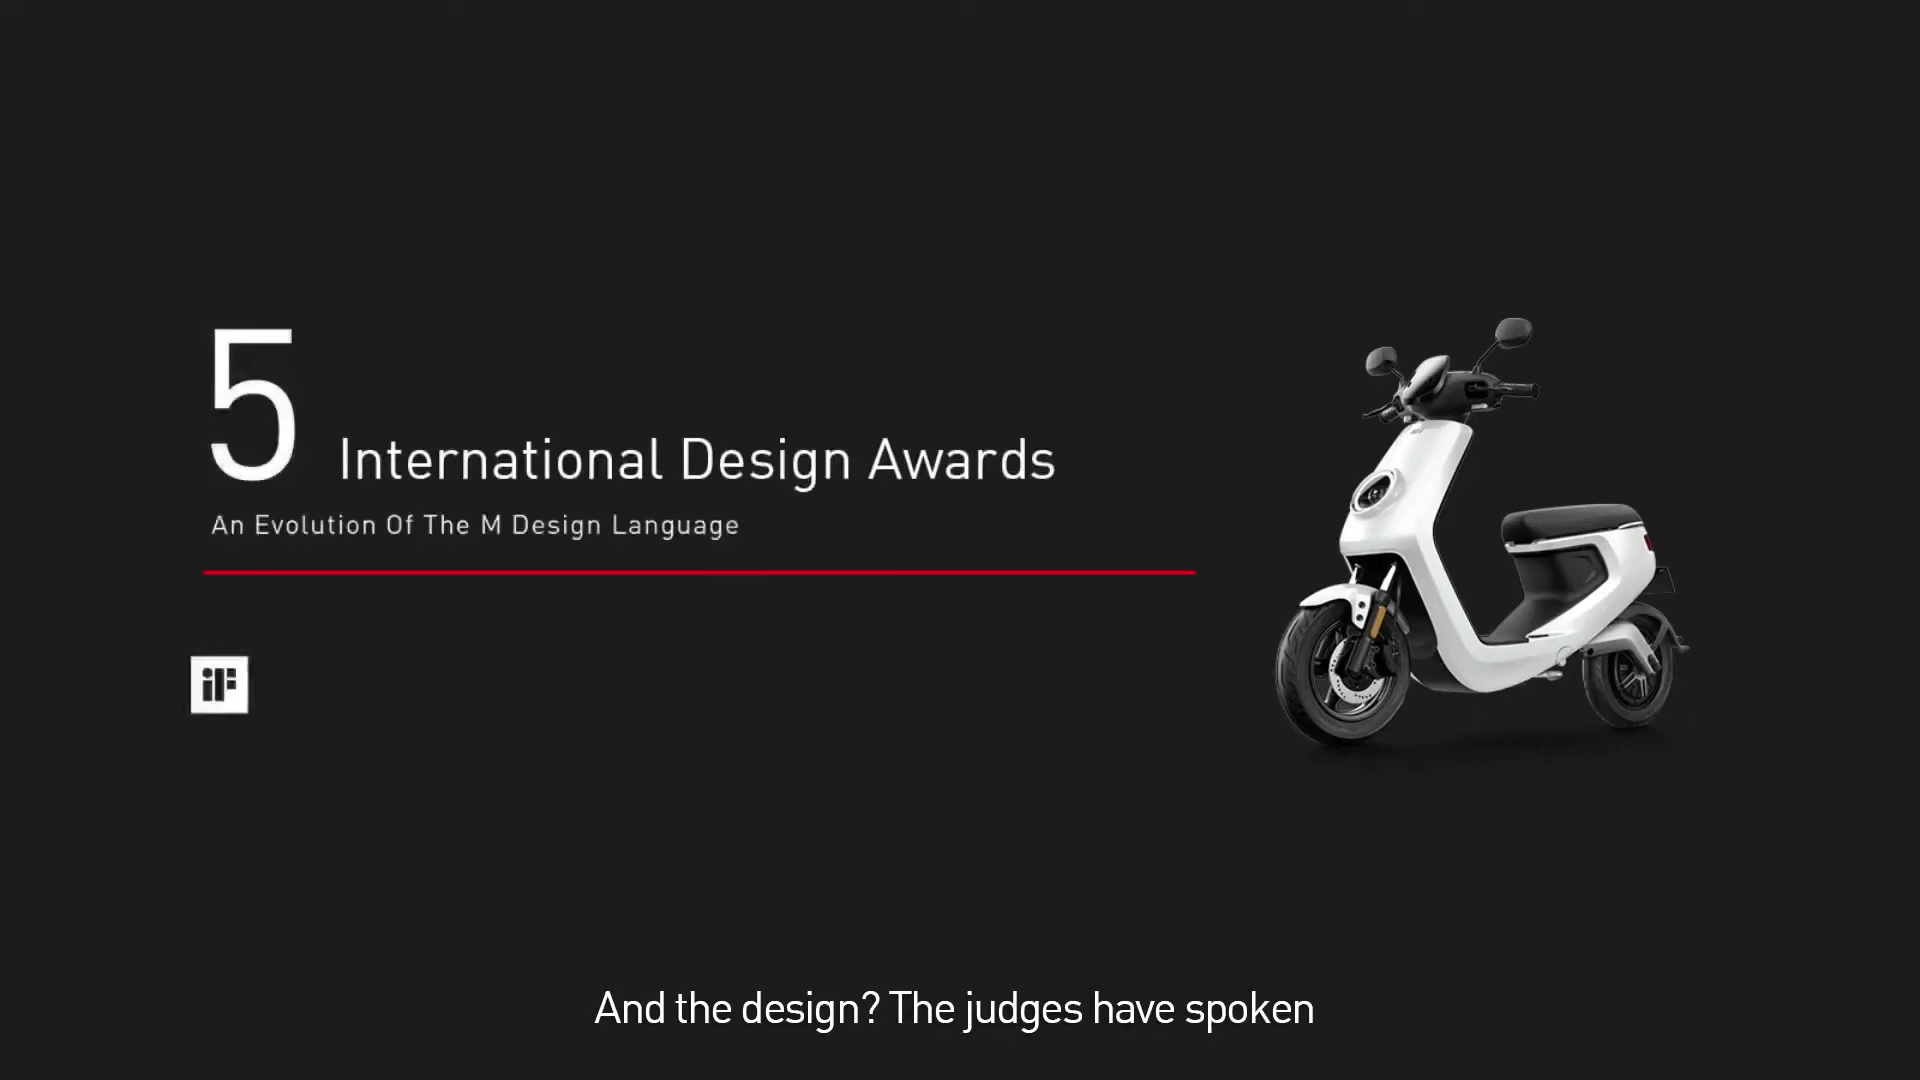 5 International Design Awards
An Evolution Of The M Design Language
iF
And the design? The judges have spoken